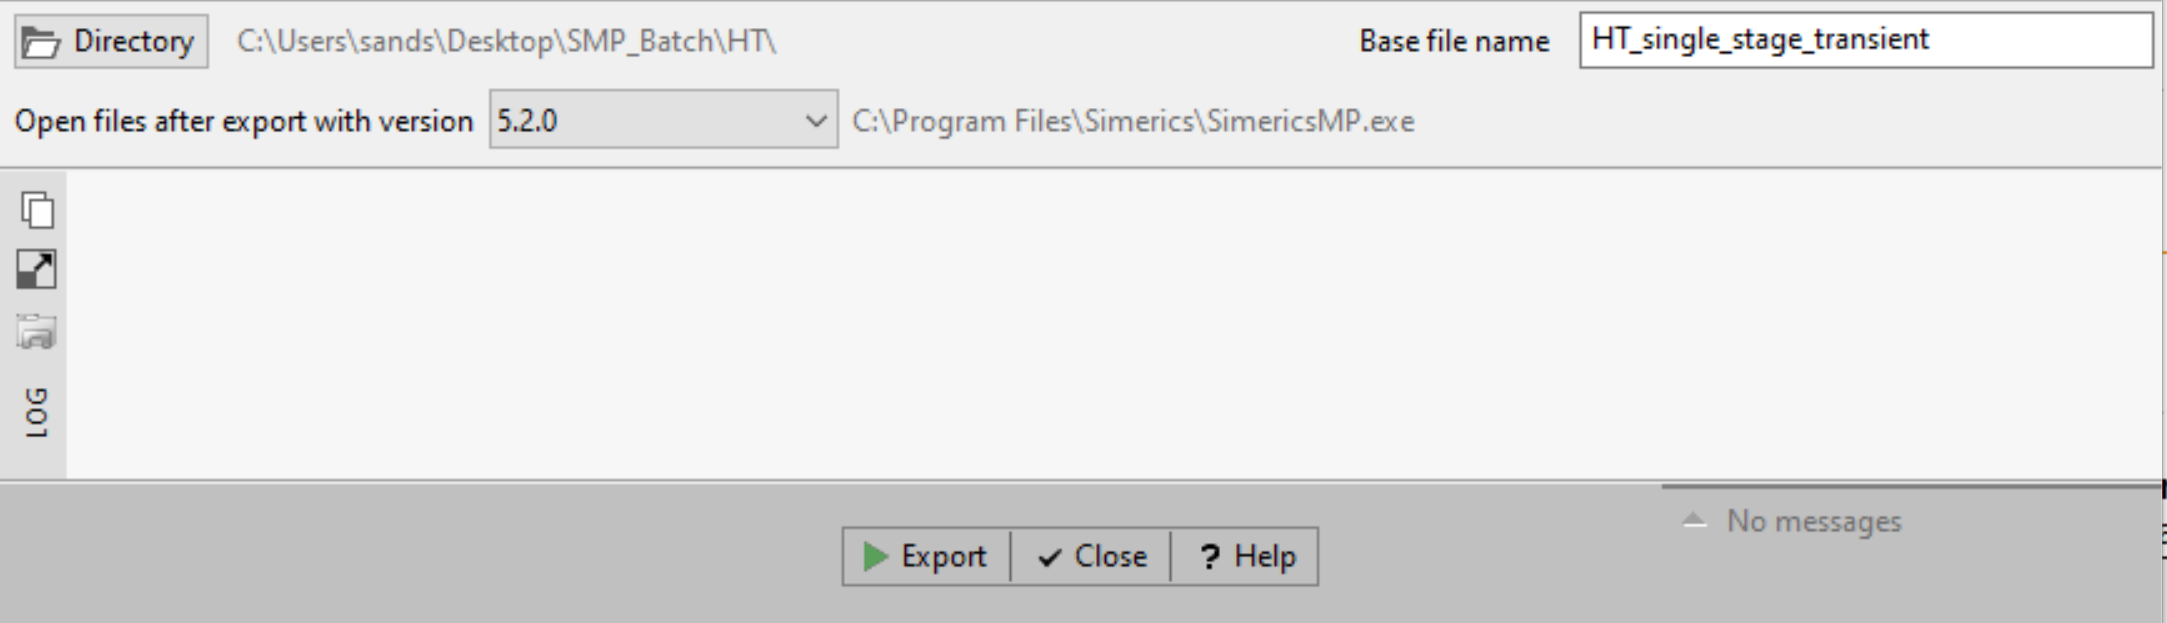 Directory C:\Users\sands\Desktop\SMP_Batch\HT\ Base file name HT_single_stage_transient
Open files after export with version 5.2.0 C:\Program Files\Simerics\SimericsMP.exe
LOG
No messages
Export Close ? Help